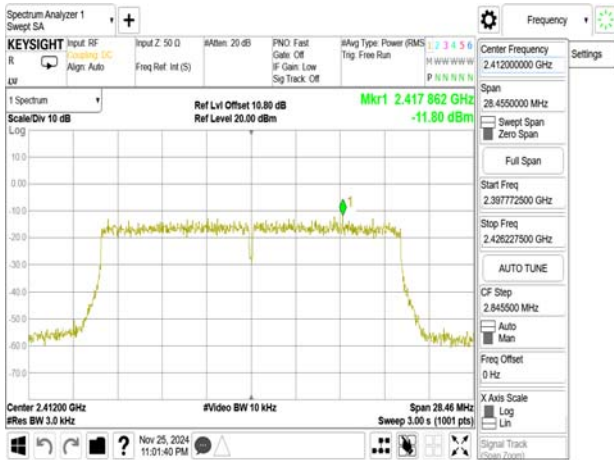 Spectrum Analyzer 1
Swept SA
Frequency
KEYSIGHT
R
Input: RF
Coupling: DC
Align: Auto
Input Z: 50 Ω
Freq Ref: Int (S)
#Atten: 20 dB
PNO: Fast
Gate: Off
IF Gain: Low
Sig Track: Off
#Avg Type: Power (RMS
Trig: Free Run
1 2 3 4 5 6
M W W W W W
P N N N N N
Center Frequency
2.412000000 GHz
Settings
Span
28.4550000 MHz
Swept Span
Zero Span
Full Span
Start Freq
2.397772500 GHz
Stop Freq
2.426227500 GHz
AUTO TUNE
CF Step
2.845500 MHz
Auto
Man
Freq Offset
0 Hz
X Axis Scale
Log
Lin
Signal Track
(Span Zoom)
1 Spectrum
Scale/Div 10 dB
Log
Ref Lvl Offset 10.80 dB
Ref Level 20.00 dBm
Mkr1 2.417 862 GHz
-11.80 dBm
1
10.0
0.00
-10.0
-20.0
-30.0
-40.0
-50.0
-60.0
-70.0
Center 2.41200 GHz
#Res BW 3.0 kHz
#Video BW 10 kHz
Span 28.46 MHz
Sweep 3.00 s (1001 pts)
?
Nov 25, 2024
11:01:40 PM